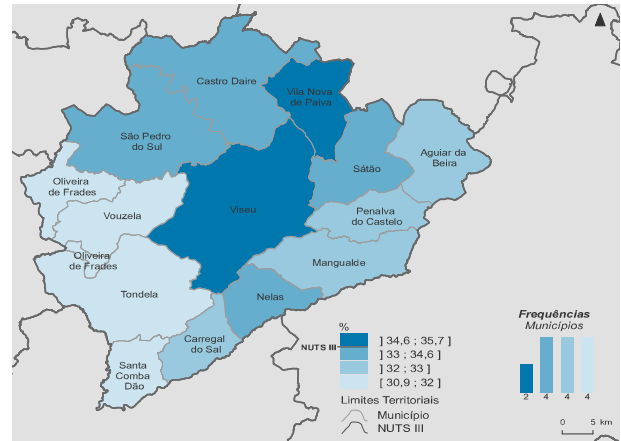 Castro Daire
Vila Nova
de Paiva
São Pedro
do Sul
Aguiar da
Beira
Sátão
Oliveira
de Frades
Vouzela
Viseu
Penalva
do Castelo
Oliveira
de Frades
Mangualde
Tondela
Nelas
Carregal
do Sal
Santa
Comba
Dão
%
] 34,6 ; 35,7 ]
NUTS III
] 33 ; 34,6 ]
] 32 ; 33 ]
[ 30,9 ; 32 ]
Limites Territoriais
Município
NUTS III
Frequências
Municípios
2 4 4 4
0 5 km